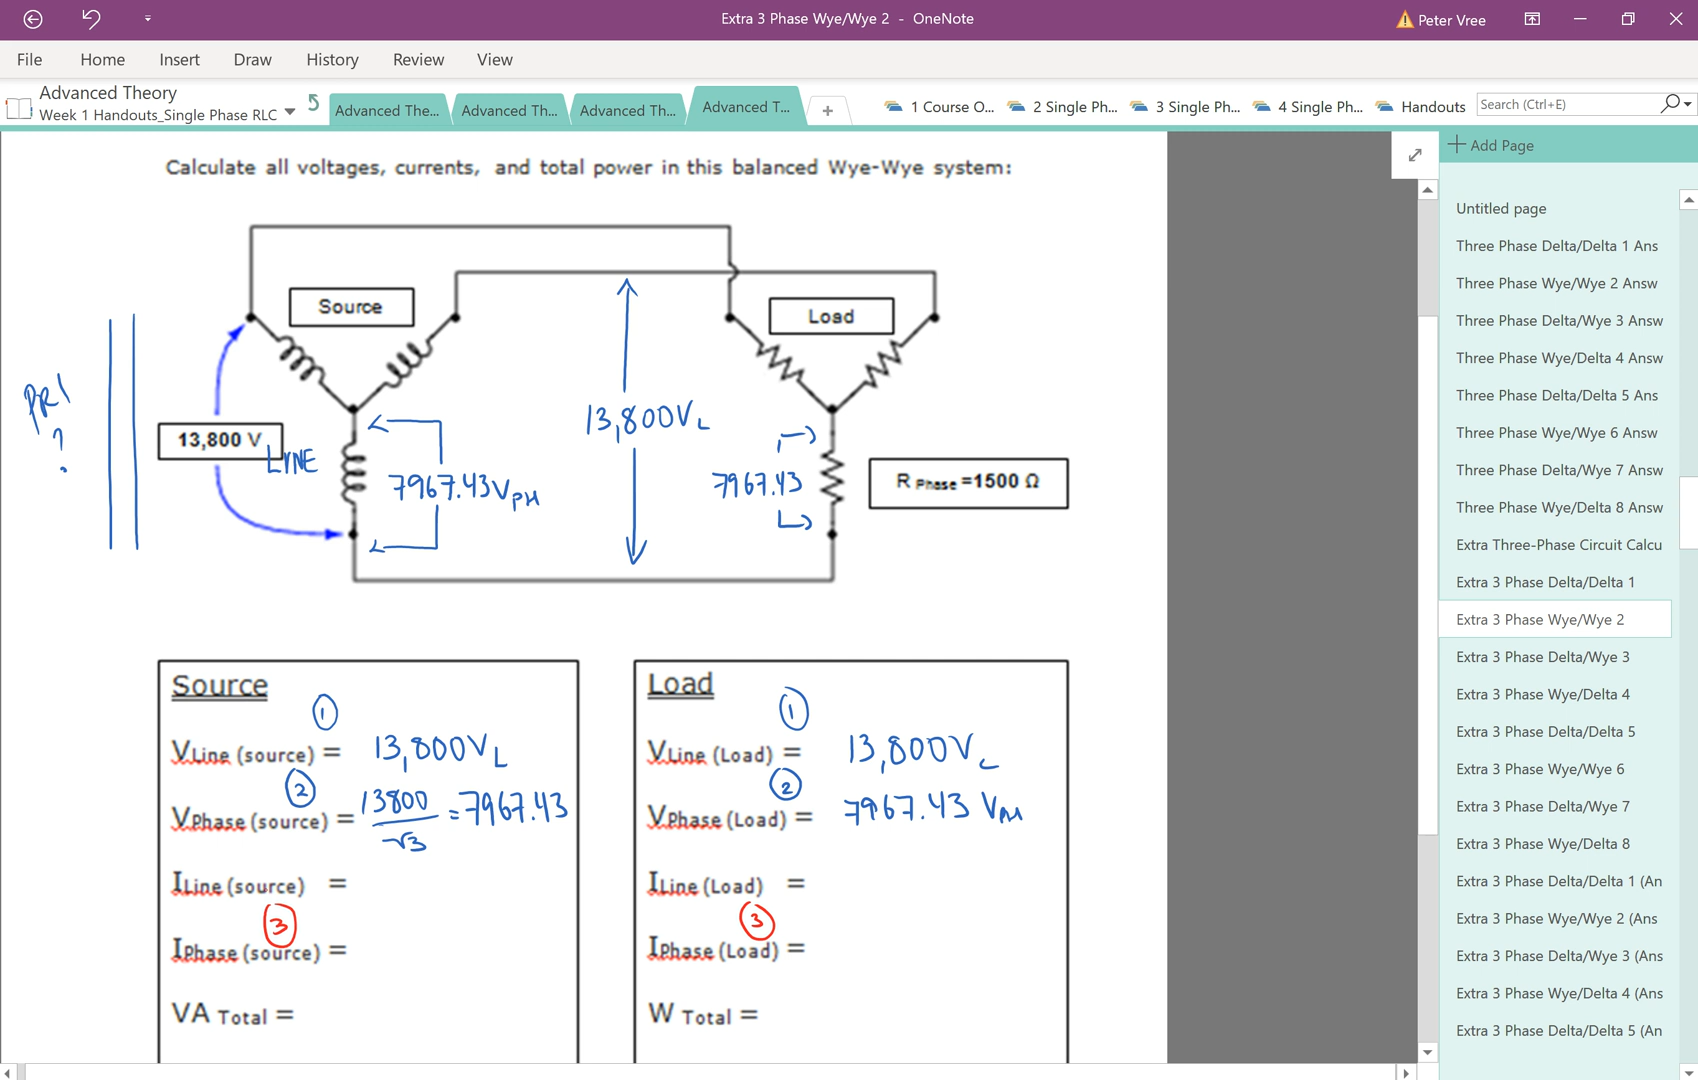 Extra 3 Phase Wye/Wye 2 - OneNote
Peter Vree
File Home Insert Draw History Review View
Advanced Theory
Week 1 Handouts_Single Phase RLC
Advanced The...
Advanced Th...
Advanced Th...
Advanced T...
1 Course O...
2 Single Ph...
3 Single Ph...
4 Single Ph...
Handouts
Search (Ctrl+E)
Add Page
Calculate all voltages, currents, and total power in this balanced Wye-Wye system:
Source
Load
PRI
?
13,800 V
LINE
7967.43 VPH
13,800VL
7967.43
R Phase =1500 Ω
Source
①
VLine (source) = 13,800VL
②
VPhase (source) = 13800/√3 = 7967.43
ILine (source) =
③
IPhase (source) =
VA Total =
Load
①
VLine (Load) = 13,800VL
②
VPhase (Load) = 7967.43 VPH
ILine (Load) =
③
IPhase (Load) =
W Total =
Untitled page
Three Phase Delta/Delta 1 Ans
Three Phase Wye/Wye 2 Answ
Three Phase Delta/Wye 3 Answ
Three Phase Wye/Delta 4 Answ
Three Phase Delta/Delta 5 Ans
Three Phase Wye/Wye 6 Answ
Three Phase Delta/Wye 7 Answ
Three Phase Wye/Delta 8 Answ
Extra Three-Phase Circuit Calcu
Extra 3 Phase Delta/Delta 1
Extra 3 Phase Wye/Wye 2
Extra 3 Phase Delta/Wye 3
Extra 3 Phase Wye/Delta 4
Extra 3 Phase Delta/Delta 5
Extra 3 Phase Wye/Wye 6
Extra 3 Phase Delta/Wye 7
Extra 3 Phase Wye/Delta 8
Extra 3 Phase Delta/Delta 1 (An
Extra 3 Phase Wye/Wye 2 (Ans
Extra 3 Phase Delta/Wye 3 (Ans
Extra 3 Phase Wye/Delta 4 (Ans
Extra 3 Phase Delta/Delta 5 (An